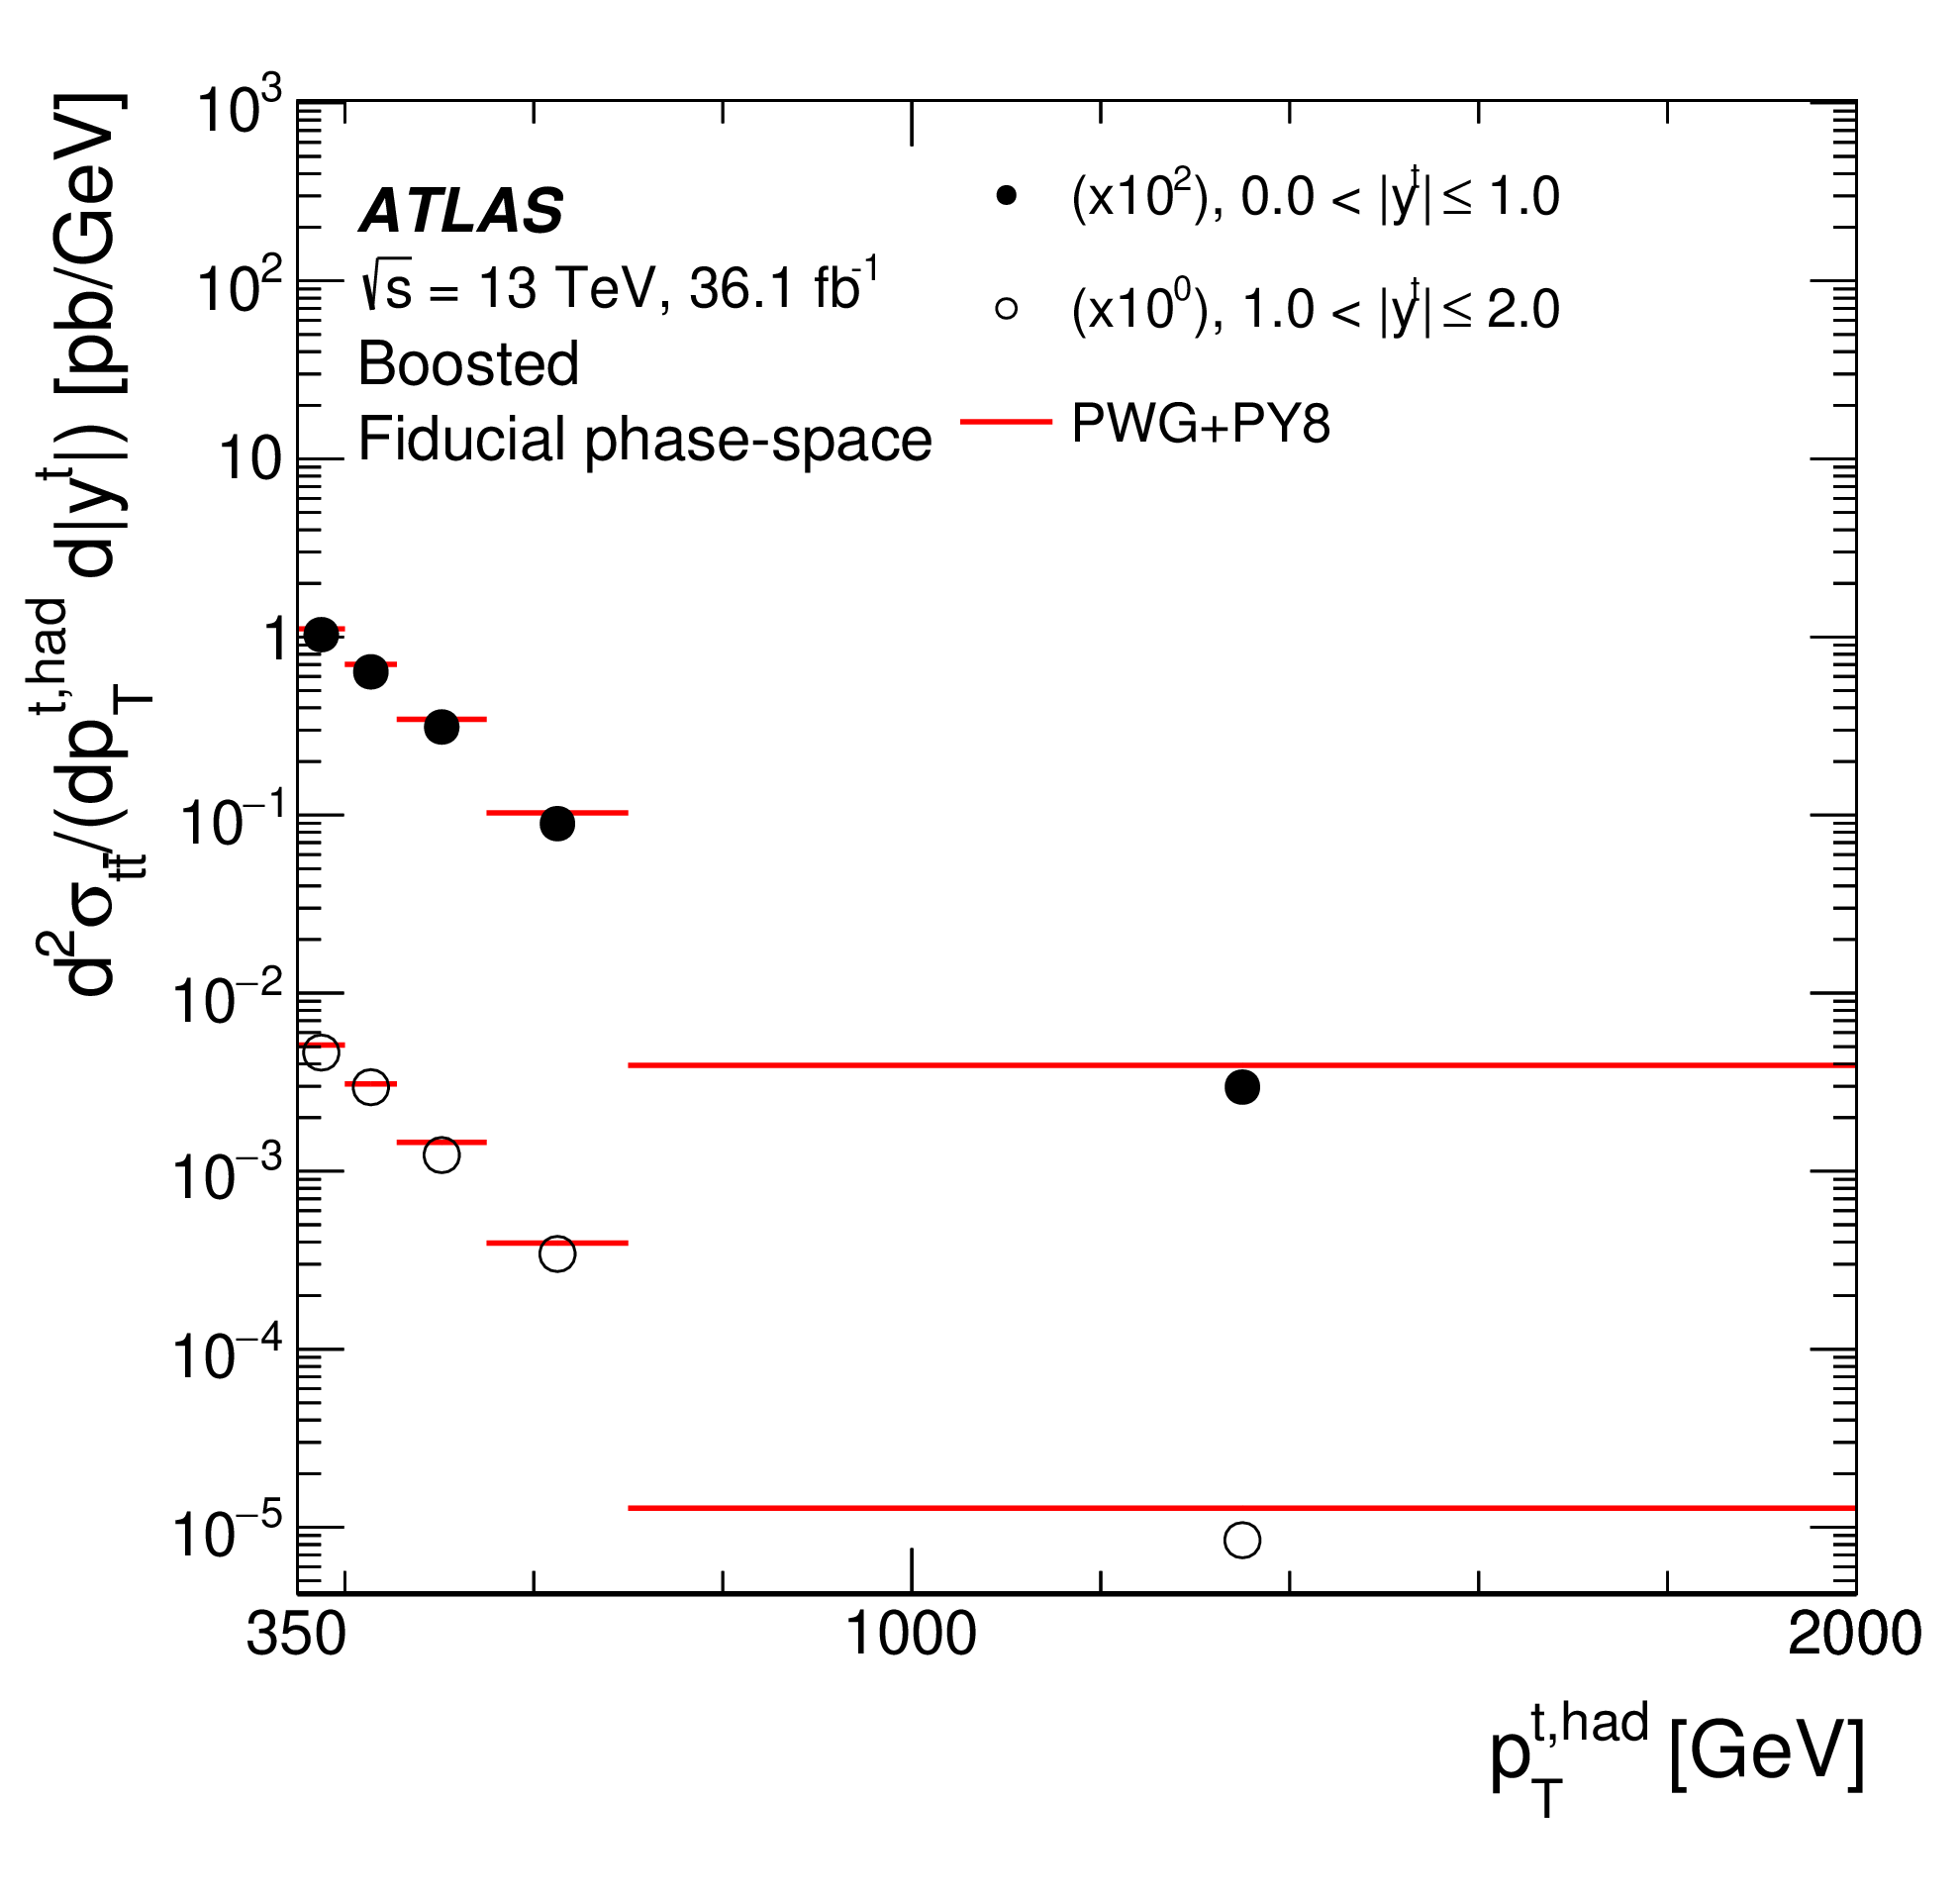 d²σ_tt̄/(dp_T^t,had d|y^t|) [pb/GeV]
10³
10²
10
1
10⁻¹
10⁻²
10⁻³
10⁻⁴
10⁻⁵
ATLAS
√s = 13 TeV, 36.1 fb⁻¹
Boosted
Fiducial phase-space
(x10²), 0.0 < |y^t| ≤ 1.0
(x10⁰), 1.0 < |y^t| ≤ 2.0
PWG+PY8
350
1000
2000
p_T^t,had [GeV]